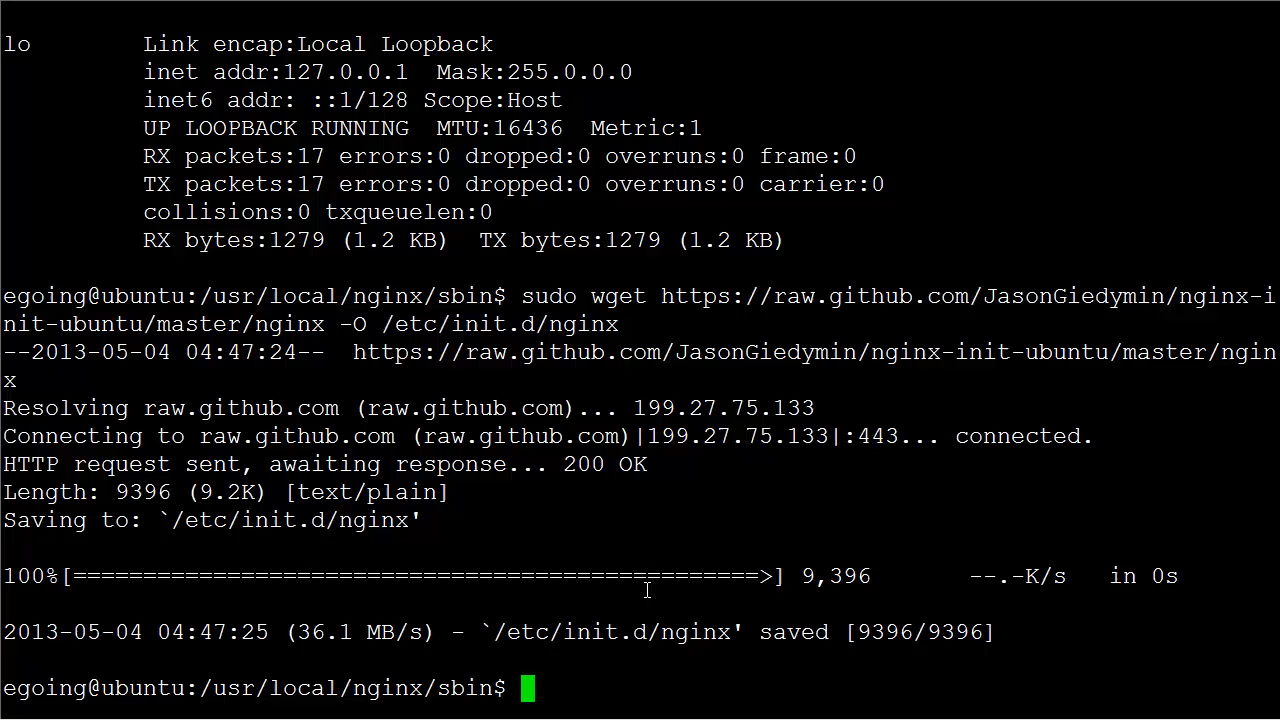 lo        Link encap:Local Loopback
          inet addr:127.0.0.1  Mask:255.0.0.0
          inet6 addr: ::1/128 Scope:Host
          UP LOOPBACK RUNNING  MTU:16436  Metric:1
          RX packets:17 errors:0 dropped:0 overruns:0 frame:0
          TX packets:17 errors:0 dropped:0 overruns:0 carrier:0
          collisions:0 txqueuelen:0
          RX bytes:1279 (1.2 KB)  TX bytes:1279 (1.2 KB)
egoing@ubuntu:/usr/local/nginx/sbin$ sudo wget https://raw.github.com/JasonGiedymin/nginx-i
nit-ubuntu/master/nginx -O /etc/init.d/nginx
--2013-05-04 04:47:24--  https://raw.github.com/JasonGiedymin/nginx-init-ubuntu/master/ngin
x
Resolving raw.github.com (raw.github.com)... 199.27.75.133
Connecting to raw.github.com (raw.github.com)|199.27.75.133|:443... connected.
HTTP request sent, awaiting response... 200 OK
Length: 9396 (9.2K) [text/plain]
Saving to: `/etc/init.d/nginx'
100%[=================================================>] 9,396       --.-K/s   in 0s
2013-05-04 04:47:25 (36.1 MB/s) - `/etc/init.d/nginx' saved [9396/9396]
egoing@ubuntu:/usr/local/nginx/sbin$